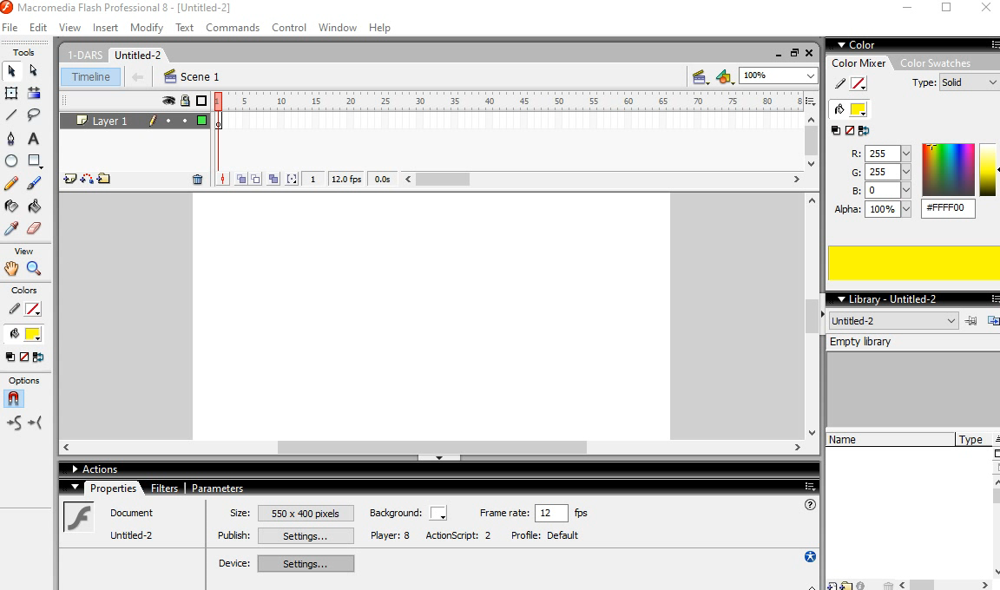 Macromedia Flash Professional 8 - [Untitled-2]
File Edit View Insert Modify Text Commands Control Window Help
Tools
View
Colors
Options
1-DARS Untitled-2
Timeline Scene 1 100%
1 5 10 15 20 25 30 35 40 45 50 55 60 65 70 75 80 8
Layer 1
1 12.0 fps 0.0s
Actions
Properties Filters Parameters
Document Size: 550 x 400 pixels Background: Frame rate: 12 fps
Untitled-2 Publish: Settings... Player: 8 ActionScript: 2 Profile: Default
Device: Settings...
Color
Color Mixer Color Swatches
Type: Solid
R: 255
G: 255
B: 0
Alpha: 100% #FFFF00
Library - Untitled-2
Untitled-2
Empty library
Name Type